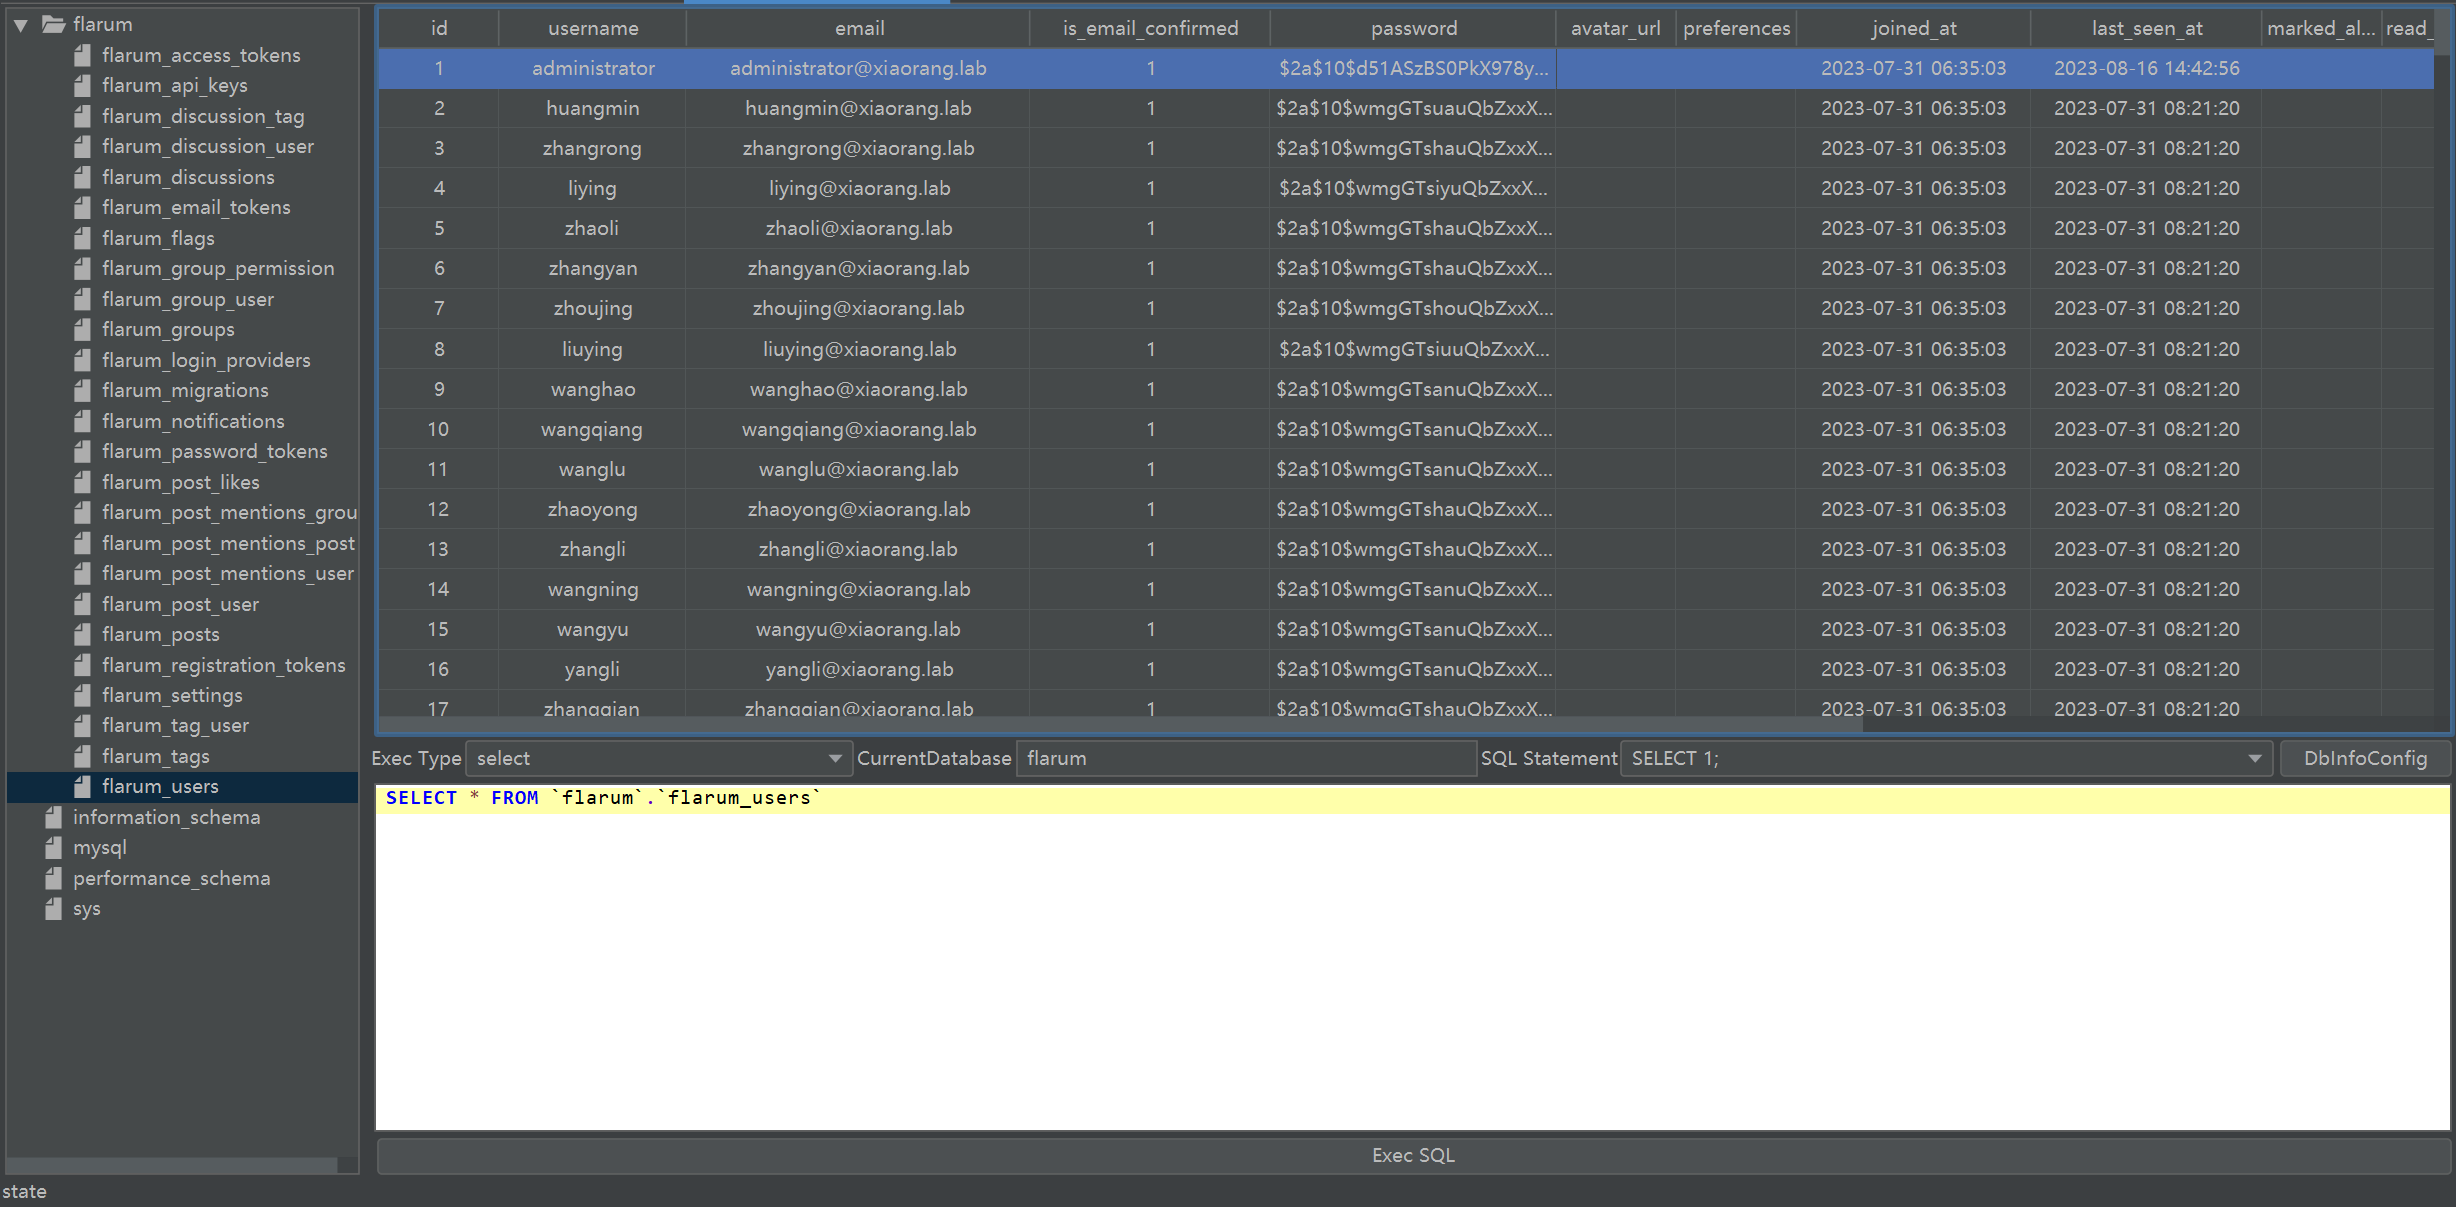 flarum
flarum_access_tokens
flarum_api_keys
flarum_discussion_tag
flarum_discussion_user
flarum_discussions
flarum_email_tokens
flarum_flags
flarum_group_permission
flarum_group_user
flarum_groups
flarum_login_providers
flarum_migrations
flarum_notifications
flarum_password_tokens
flarum_post_likes
flarum_post_mentions_grou
flarum_post_mentions_post
flarum_post_mentions_user
flarum_post_user
flarum_posts
flarum_registration_tokens
flarum_settings
flarum_tag_user
flarum_tags
flarum_users
information_schema
mysql
performance_schema
sys
id username email is_email_confirmed password avatar_url preferences joined_at last_seen_at marked_al... read_
1 administrator administrator@xiaorang.lab 1 $2a$10$d51ASzBS0PkX978y... 2023-07-31 06:35:03 2023-08-16 14:42:56
2 huangmin huangmin@xiaorang.lab 1 $2a$10$wmgGTsuauQbZxxX... 2023-07-31 06:35:03 2023-07-31 08:21:20
3 zhangrong zhangrong@xiaorang.lab 1 $2a$10$wmgGTshauQbZxxX... 2023-07-31 06:35:03 2023-07-31 08:21:20
4 liying liying@xiaorang.lab 1 $2a$10$wmgGTsiyuQbZxxX... 2023-07-31 06:35:03 2023-07-31 08:21:20
5 zhaoli zhaoli@xiaorang.lab 1 $2a$10$wmgGTshauQbZxxX... 2023-07-31 06:35:03 2023-07-31 08:21:20
6 zhangyan zhangyan@xiaorang.lab 1 $2a$10$wmgGTshauQbZxxX... 2023-07-31 06:35:03 2023-07-31 08:21:20
7 zhoujing zhoujing@xiaorang.lab 1 $2a$10$wmgGTshouQbZxxX... 2023-07-31 06:35:03 2023-07-31 08:21:20
8 liuying liuying@xiaorang.lab 1 $2a$10$wmgGTsiuuQbZxxX... 2023-07-31 06:35:03 2023-07-31 08:21:20
9 wanghao wanghao@xiaorang.lab 1 $2a$10$wmgGTsanuQbZxxX... 2023-07-31 06:35:03 2023-07-31 08:21:20
10 wangqiang wangqiang@xiaorang.lab 1 $2a$10$wmgGTsanuQbZxxX... 2023-07-31 06:35:03 2023-07-31 08:21:20
11 wanglu wanglu@xiaorang.lab 1 $2a$10$wmgGTsanuQbZxxX... 2023-07-31 06:35:03 2023-07-31 08:21:20
12 zhaoyong zhaoyong@xiaorang.lab 1 $2a$10$wmgGTshauQbZxxX... 2023-07-31 06:35:03 2023-07-31 08:21:20
13 zhangli zhangli@xiaorang.lab 1 $2a$10$wmgGTshauQbZxxX... 2023-07-31 06:35:03 2023-07-31 08:21:20
14 wangning wangning@xiaorang.lab 1 $2a$10$wmgGTsanuQbZxxX... 2023-07-31 06:35:03 2023-07-31 08:21:20
15 wangyu wangyu@xiaorang.lab 1 $2a$10$wmgGTsanuQbZxxX... 2023-07-31 06:35:03 2023-07-31 08:21:20
16 yangli yangli@xiaorang.lab 1 $2a$10$wmgGTsanuQbZxxX... 2023-07-31 06:35:03 2023-07-31 08:21:20
17 zhangqian zhangqian@xiaorang.lab 1 $2a$10$wmgGTshauQbZxxX... 2023-07-31 06:35:03 2023-07-31 08:21:20
Exec Type select CurrentDatabase flarum SQL Statement SELECT 1; DbInfoConfig
SELECT * FROM `flarum`.`flarum_users`
Exec SQL
state